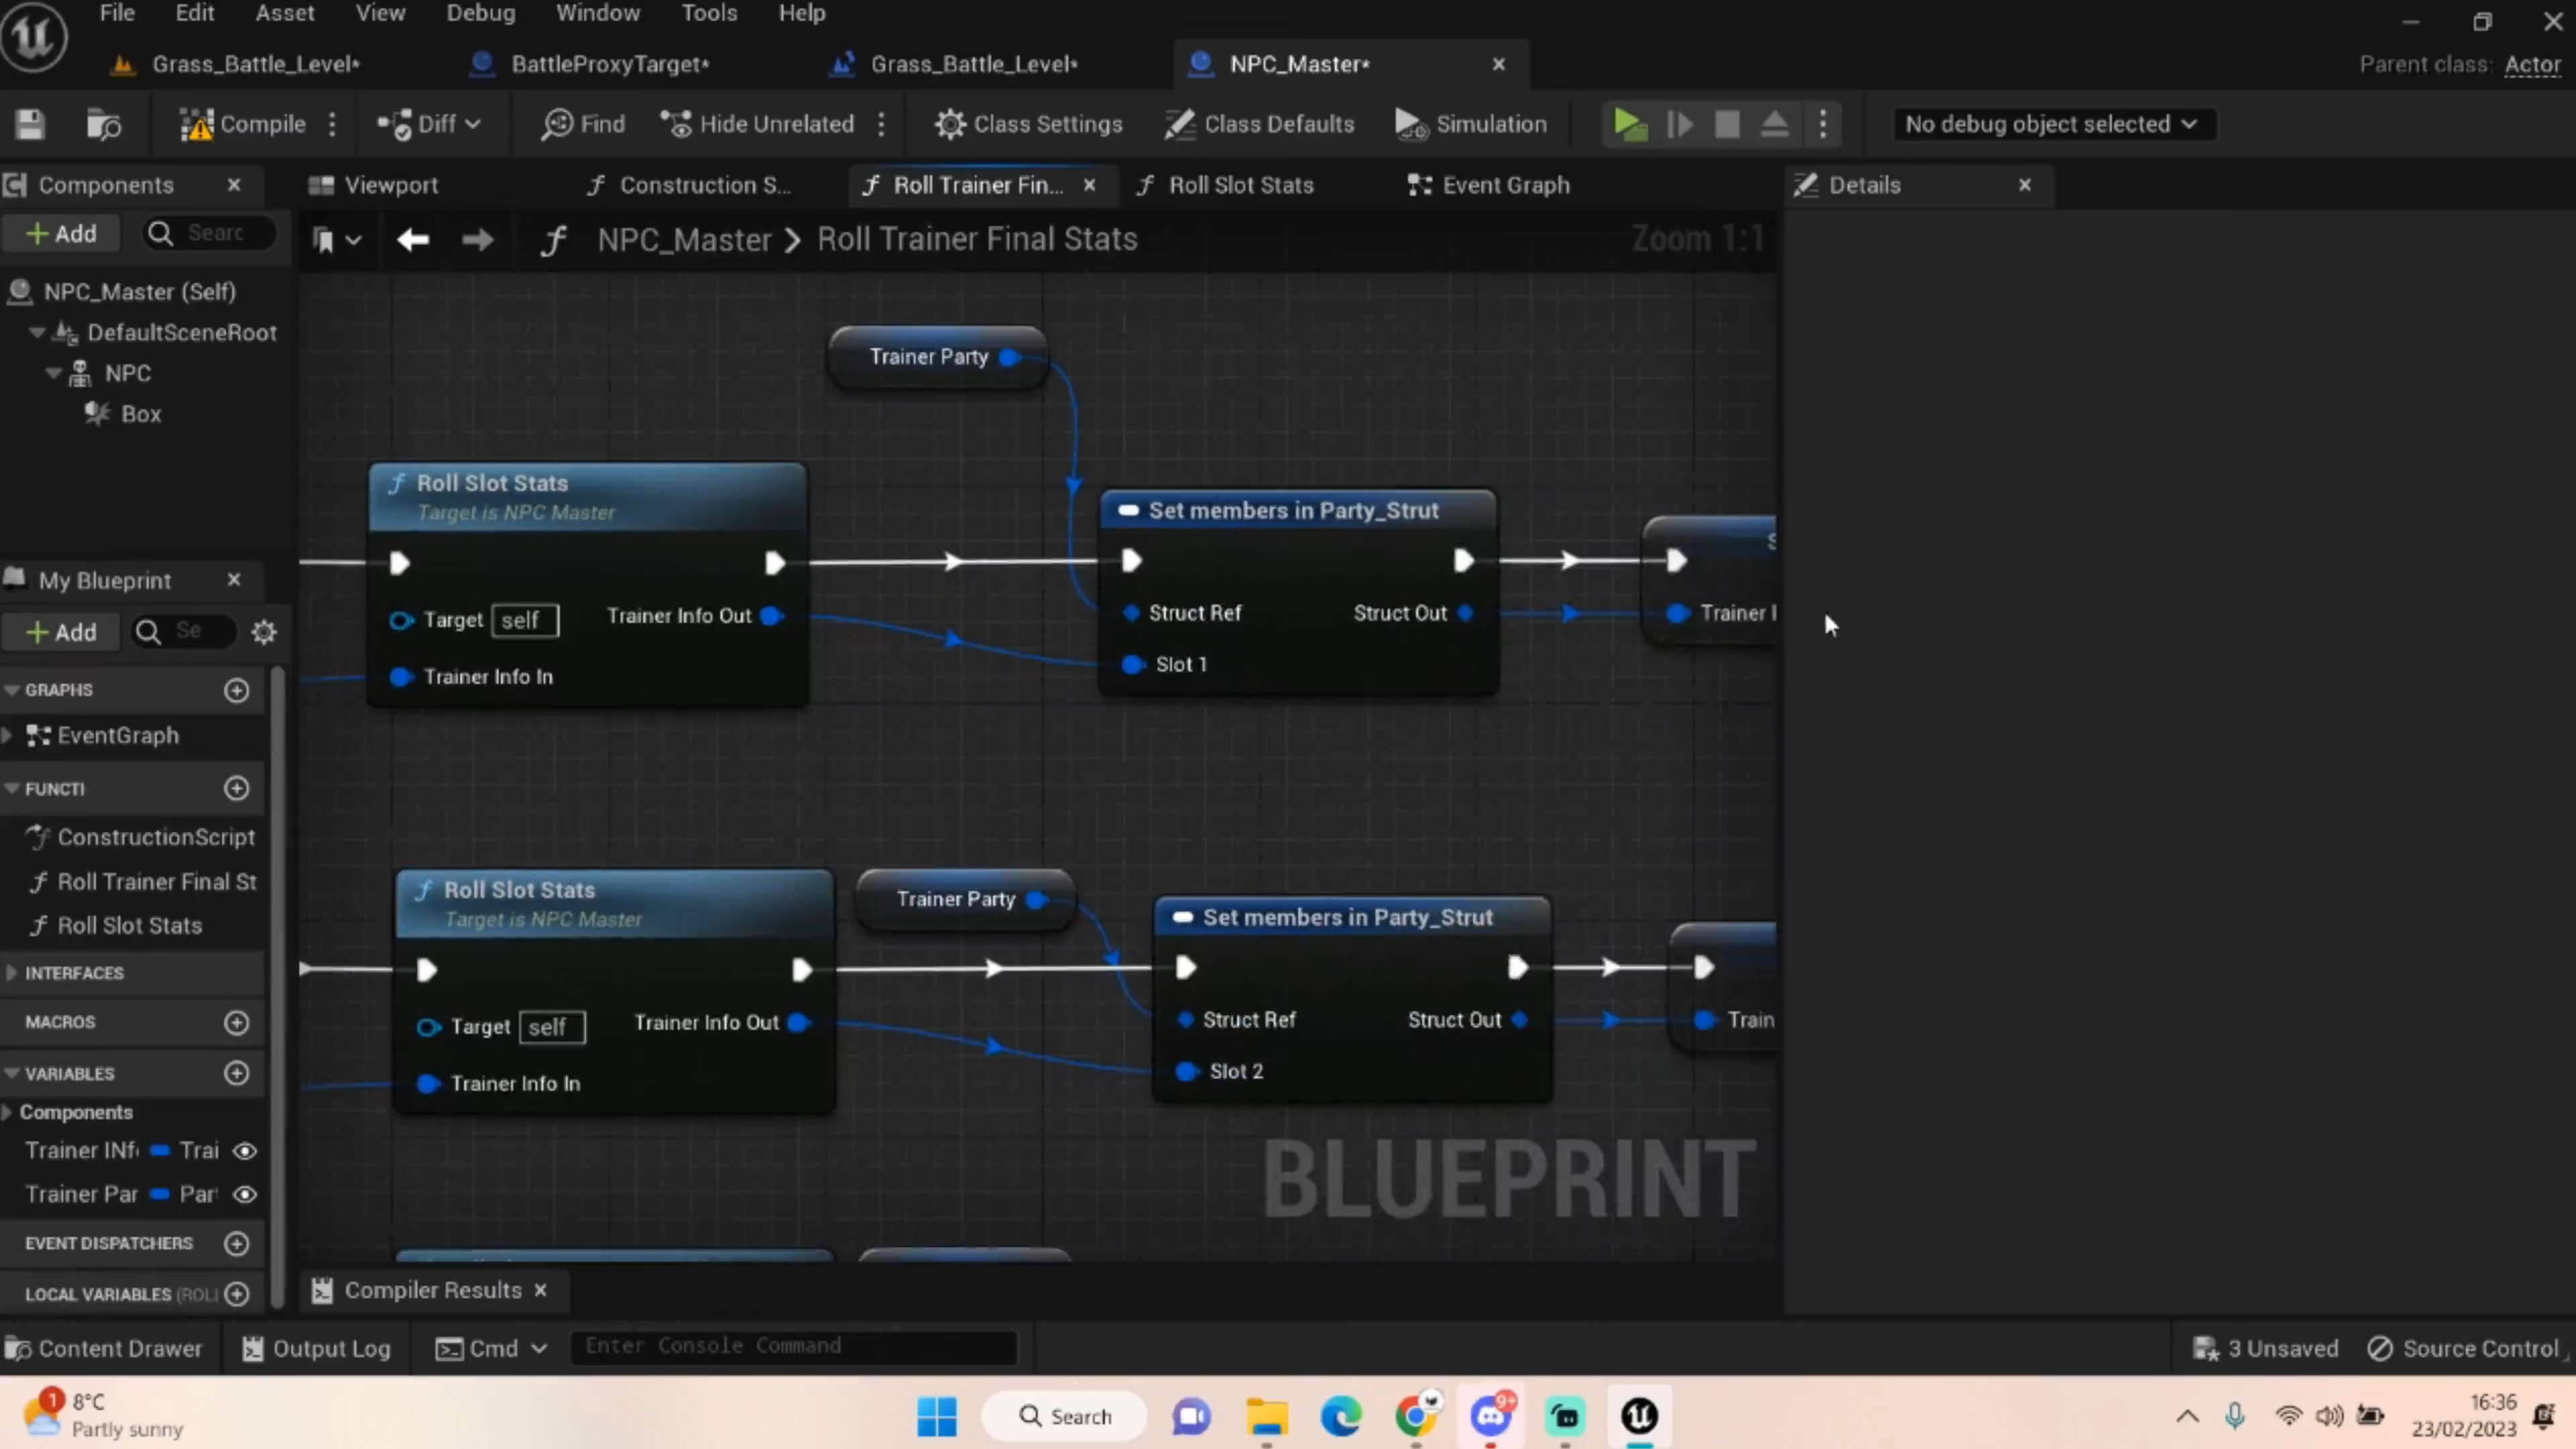 File Edit Asset View Debug Window Tools Help
Grass_Battle_Level* BattleProxyTarget* Grass_Battle_Level* NPC_Master* Parent class: Actor
Compile Diff Find Hide Unrelated Class Settings Class Defaults Simulation No debug object selected
Components Viewport Construction S... Roll Trainer Fin... Roll Slot Stats Event Graph Details
Add Searc
NPC_Master > Roll Trainer Final Stats Zoom 1:1
NPC_Master (Self)
DefaultSceneRoot
NPC
Box
Trainer Party
Roll Slot Stats
Target is NPC Master
Set members in Party_Strut
Target self Trainer Info Out
Struct Ref Struct Out
Trainer I
Trainer Info In
Slot 1
My Blueprint
Add Se
GRAPHS
EventGraph
FUNCTI
ConstructionScript
Roll Trainer Final St
Roll Slot Stats
INTERFACES
MACROS
VARIABLES
Components
Trainer INf Trai
Trainer Par Par
EVENT DISPATCHERS
LOCAL VARIABLES (ROLI
Roll Slot Stats
Target is NPC Master
Trainer Party
Set members in Party_Strut
Target self Trainer Info Out
Struct Ref Struct Out
Train
Trainer Info In
Slot 2
BLUEPRINT
Compiler Results
Content Drawer Output Log Cmd Enter Console Command 3 Unsaved Source Control
1 8°C
Partly sunny
Search
9+
16:36
23/02/2023